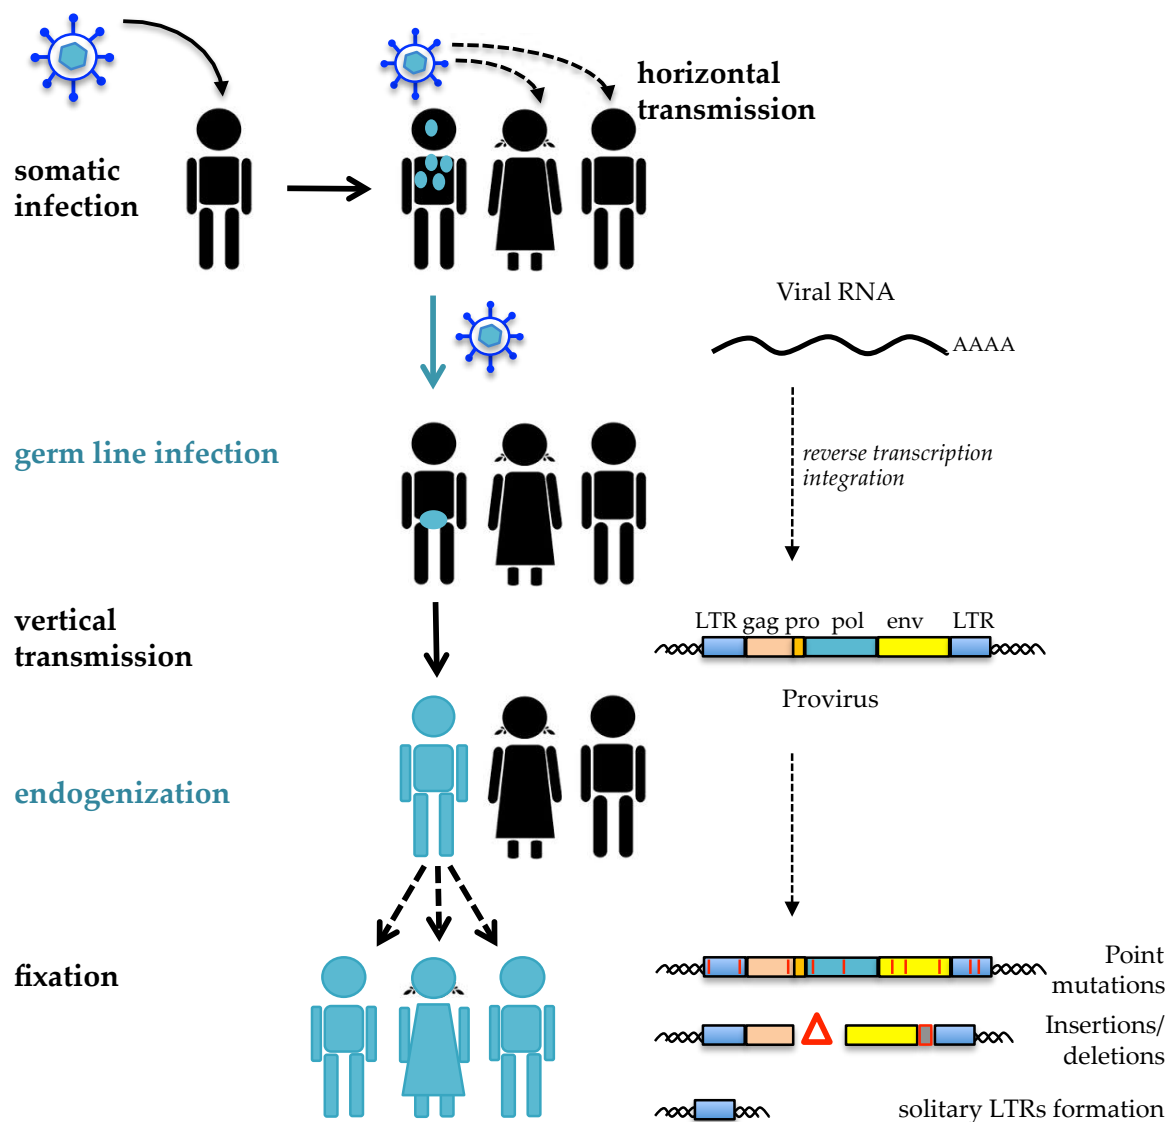 horizontal
transmission
somatic
infection
Viral RNA
AAAA
germ line infection
reverse transcription
integration
vertical
transmission
LTR gag pro pol env LTR
Provirus
endogenization
fixation
Point
mutations
Insertions/
deletions
solitary LTRs formation